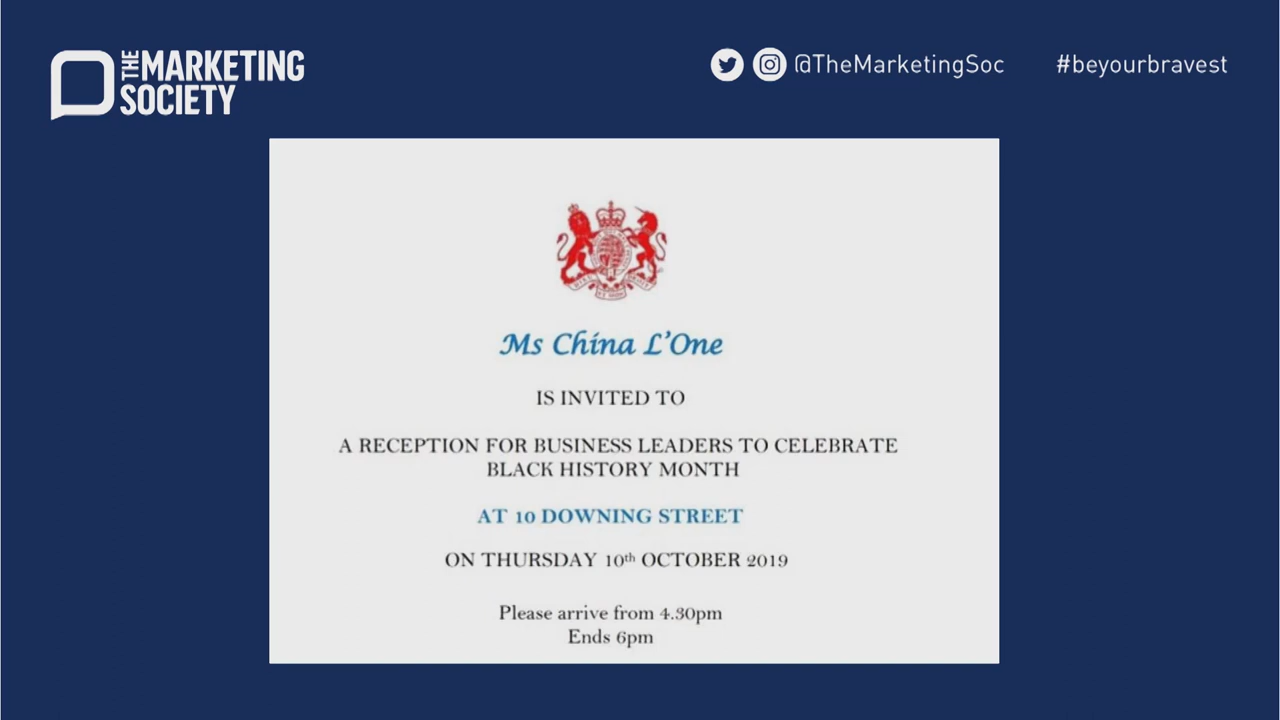 THE MARKETING
SOCIETY
@TheMarketingSoc
#beyourbravest
Ms China L'One
IS INVITED TO
A RECEPTION FOR BUSINESS LEADERS TO CELEBRATE
BLACK HISTORY MONTH
AT 10 DOWNING STREET
ON THURSDAY 10th OCTOBER 2019
Please arrive from 4.30pm
Ends 6pm